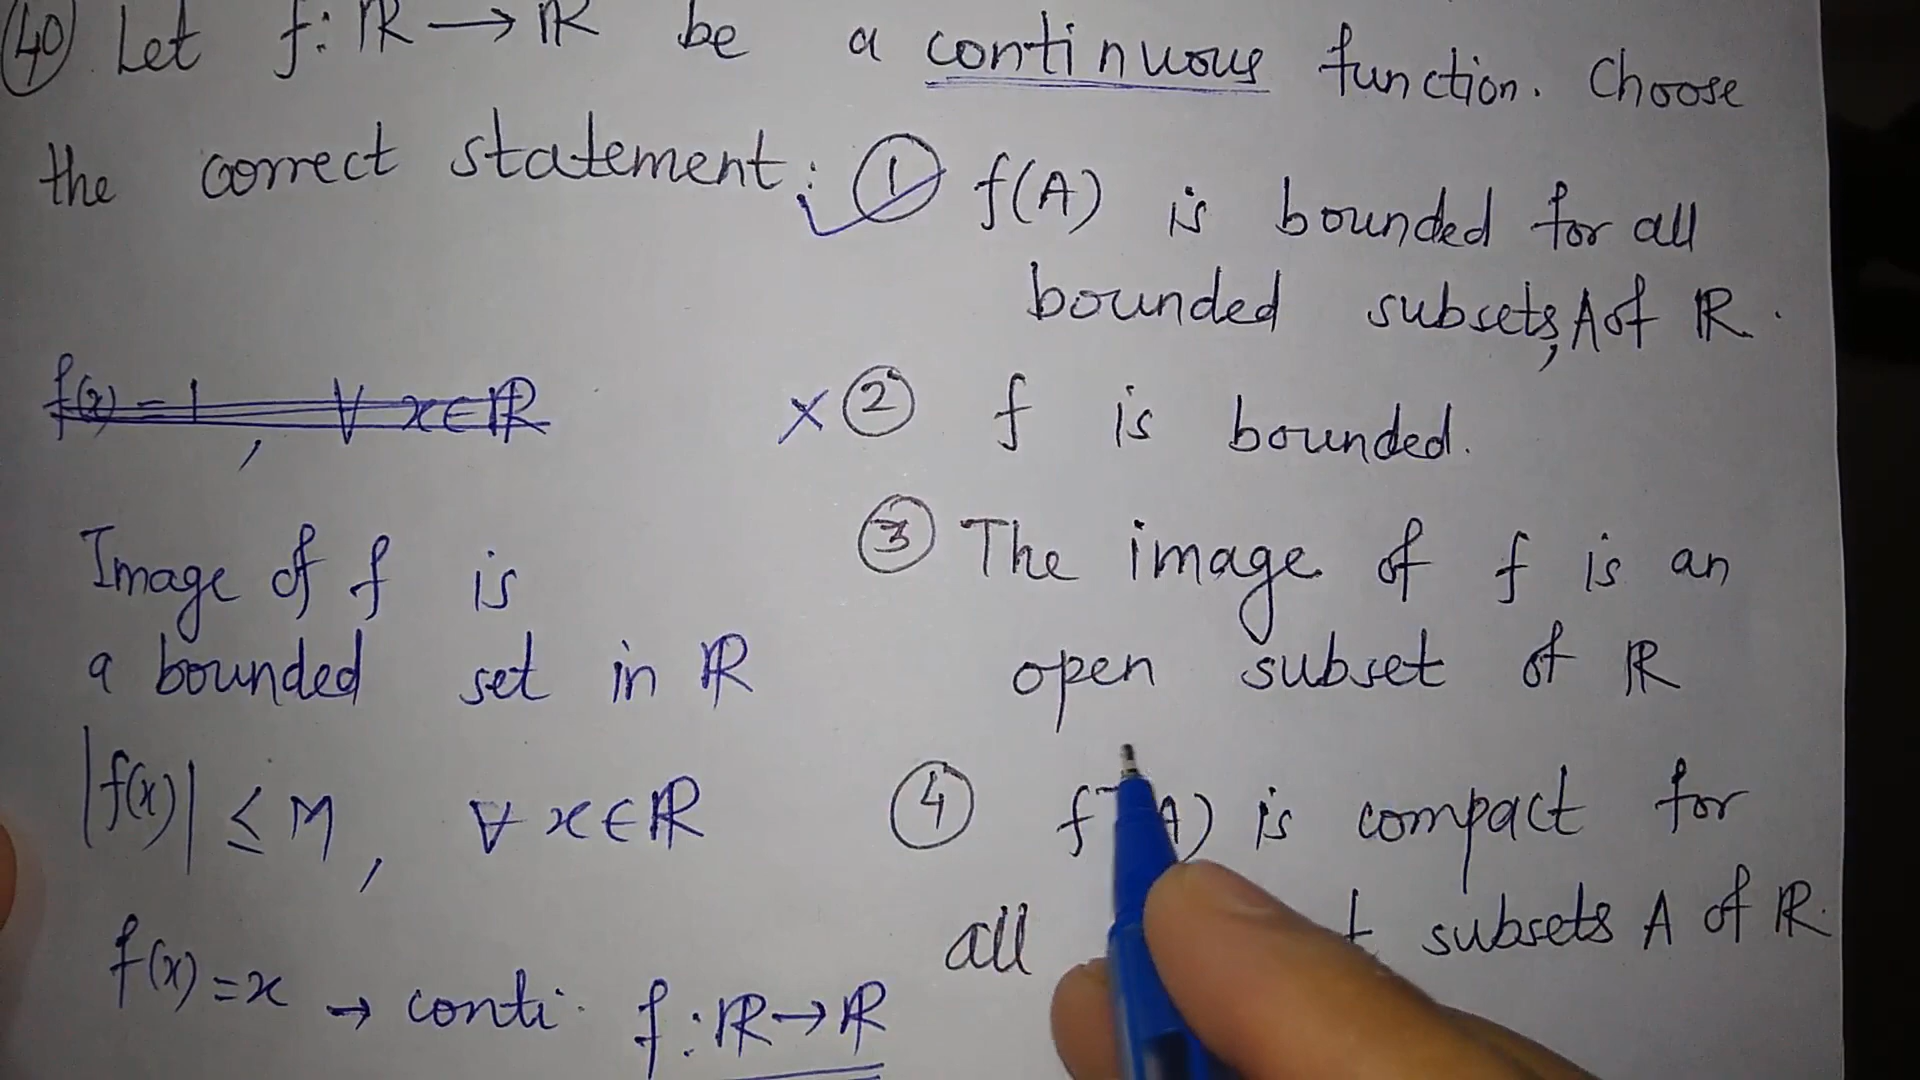 40 Let f: ℝ → ℝ be a continuous function. Choose
the correct statement: ① f(A) is bounded for all
bounded subsets, A of ℝ.
f(x) = 1, ∀ x ∈ ℝ
× ② f is bounded.
Image of f is
a bounded set in ℝ
|f(x)| ≤ M, ∀ x ∈ ℝ
f(x) = x → conti. f: ℝ → ℝ
③ The image of f is an
open subset of ℝ
④ f A) is compact for
all subsets A of ℝ.